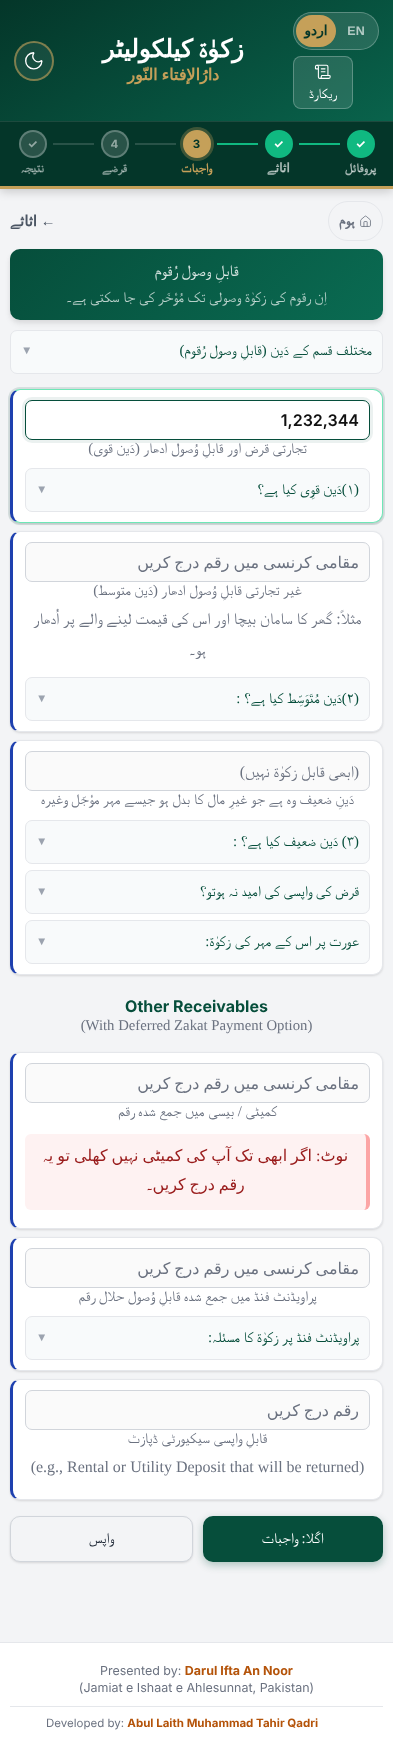 زکوٰۃ کیلکولیٹر
دارُالإفتاء النّور
اردو
EN
ریکارڈ
پروفائل
اثاثے
3
واجبات
4
قرضے
نتیجہ
ہوم
← اثاثے
قابلِ وصول رُقوم
اِن رقوم کی زکوٰۃ وصولی تک مُؤخّر کی جا سکتی ہے۔
مختلف قسم کے دَین (قابلِ وصول رُقوم)
1,232,344
تجارتی قرض اور قابلِ وُصول ادھار (دَین قوی)
(۱)دَین قوِی کیا ہے؟
مقامی کرنسی میں رقم درج کریں
غیر تجارتی قابلِ وُصول ادھار (دَین متوسط)
مثلاً: گھر کا سامان بیچا اور اس کی قیمت لینے والے پر اُدھار
ہو۔
(۲)دَین مُتَوَسِّط کیا ہے؟ :
(ابھی قابل زکوٰۃ نہیں)
دَینِ ضعیف وہ ہے جو غیرِ مال کا بدل ہو جیسے مہر مؤجّل وغیرہ
(۳) دَین ضعیف کیا ہے؟ :
قرض کی واپسی کی امید نہ ہوتو؟
عورت پر اس کے مہر کی زکوٰۃ:
Other Receivables
(With Deferred Zakat Payment Option)
مقامی کرنسی میں رقم درج کریں
کمیٹی / بیسی میں جمع شدہ رقم
نوٹ: اگر ابھی تک آپ کی کمیٹی نہیں کھلی تو یہ
رقم درج کریں۔
مقامی کرنسی میں رقم درج کریں
پراویڈنٹ فنڈ میں جمع شدہ قابلِ وُصول حلال رقم
پراویڈنٹ فنڈ پر زکوٰۃ کا مسئلہ:
رقم درج کریں
قابلِ واپسی سیکیورٹی ڈپازٹ
(e.g., Rental or Utility Deposit that will be returned)
اگلا: واجبات
واپس
Presented by: Darul Ifta An Noor
(Jamiat e Ishaat e Ahlesunnat, Pakistan)
Developed by: Abul Laith Muhammad Tahir Qadri